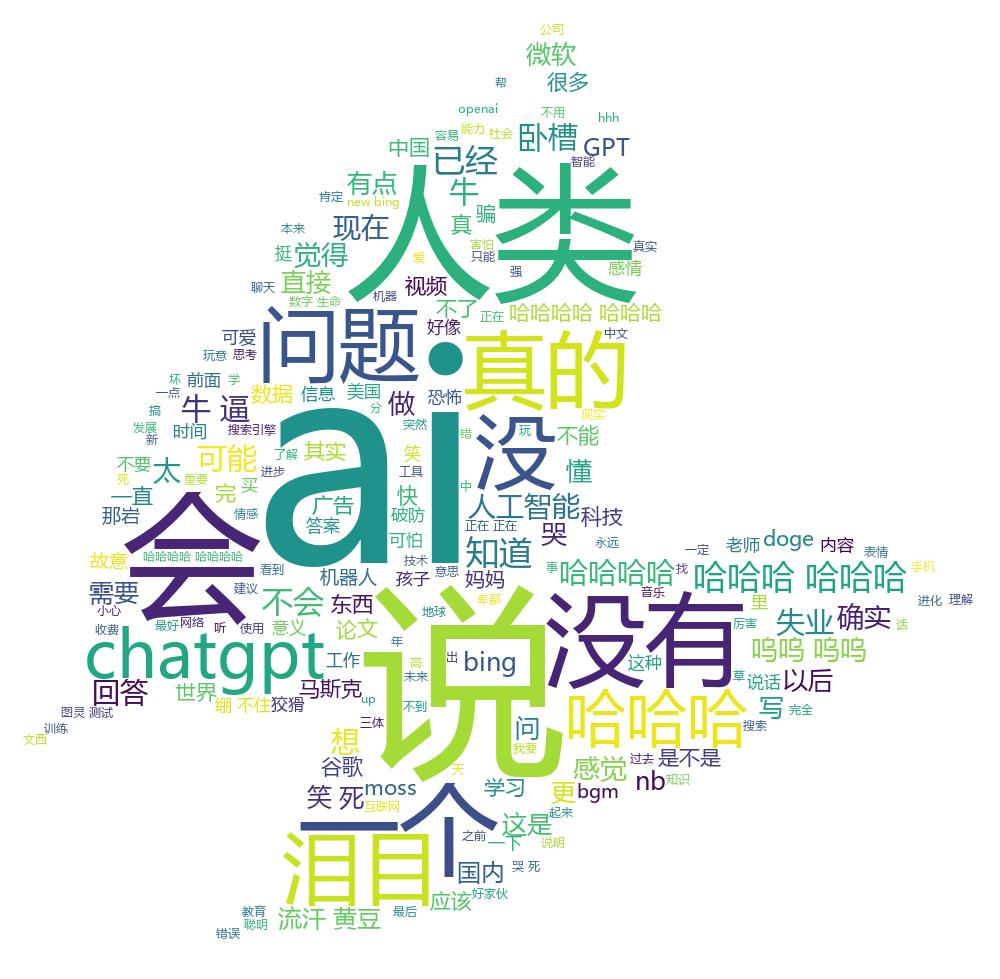 公司
微软
帮 很多
openai 不用
hhh
容易 能力 社会 卧槽
中国 已经 GPT
智能
有点 牛
肯定 new bing 骗
人类
本来 现在 真
挺 觉得 害怕 只能 真实
爱 强 感情
聊天 直接 机器 视频
数字 生命 不了 正在 哈哈哈哈 哈哈哈
可爱 问题 好像 真的 中文
玩意 思考
坏 前面 学 美国 恐怖
一点 数据 信息 做
搞 牛 逼 分 现实
发展 时间 搜索引擎 突然 错 玩 不能
新 没
了解 其实 笑
不要 太 可能 进步 工具 懂
死 重要 ai 中
一直 完 买 快 人工智能
那岩 情感 广告 破防 科技
答案 正在 正在 哭
会 可怕 知道 永远 老师 doge 内容
故意 哈哈哈哈 哈哈哈哈 技术 一定 表情
看到 机器人 意思 事 哈哈哈哈 找 哈哈哈 哈哈哈 手机
需要 建议 孩子 妈妈 音乐 进化 理解
小心 不会 东西 卑鄙 里
收费 最好 网络 听 使用 意义 论文 地球 没有 厉害 失业 确实 话
chatgpt 年 说 呜呜 呜呜
工作 高 出 bing 这种 草
回答 世界 马斯克 未来 说话 以后
绷 不住 狡猾 up 不到 写 完全
图灵 测试 三体 问 哈哈哈 搜索
训练 想 我要
文西 过去 是不是
谷歌 天 感觉
笑 死 moss 学习 更 nb 知识
互联网 bgm
一个 这是 起来
之前 一下 说明
泪目 国内 哭 死
应该 好家伙
教育 流汗 黄豆 最后
聪明
错误